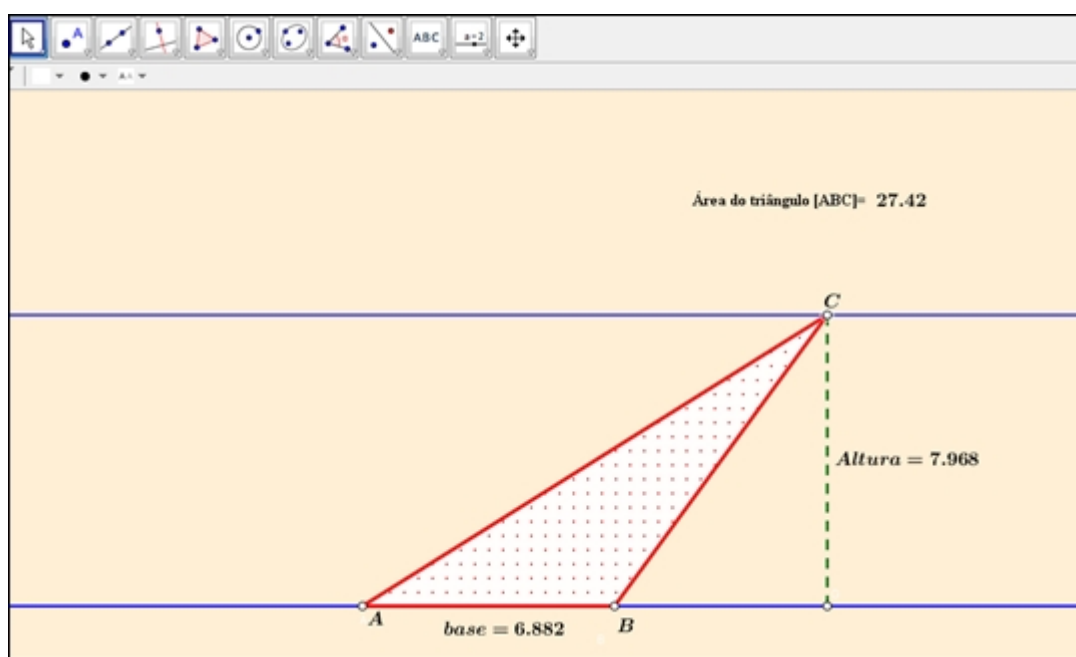 ABC
a=2
Área do triângulo [ABC]= 27.42
C
Altura = 7.968
A
B
base = 6.882